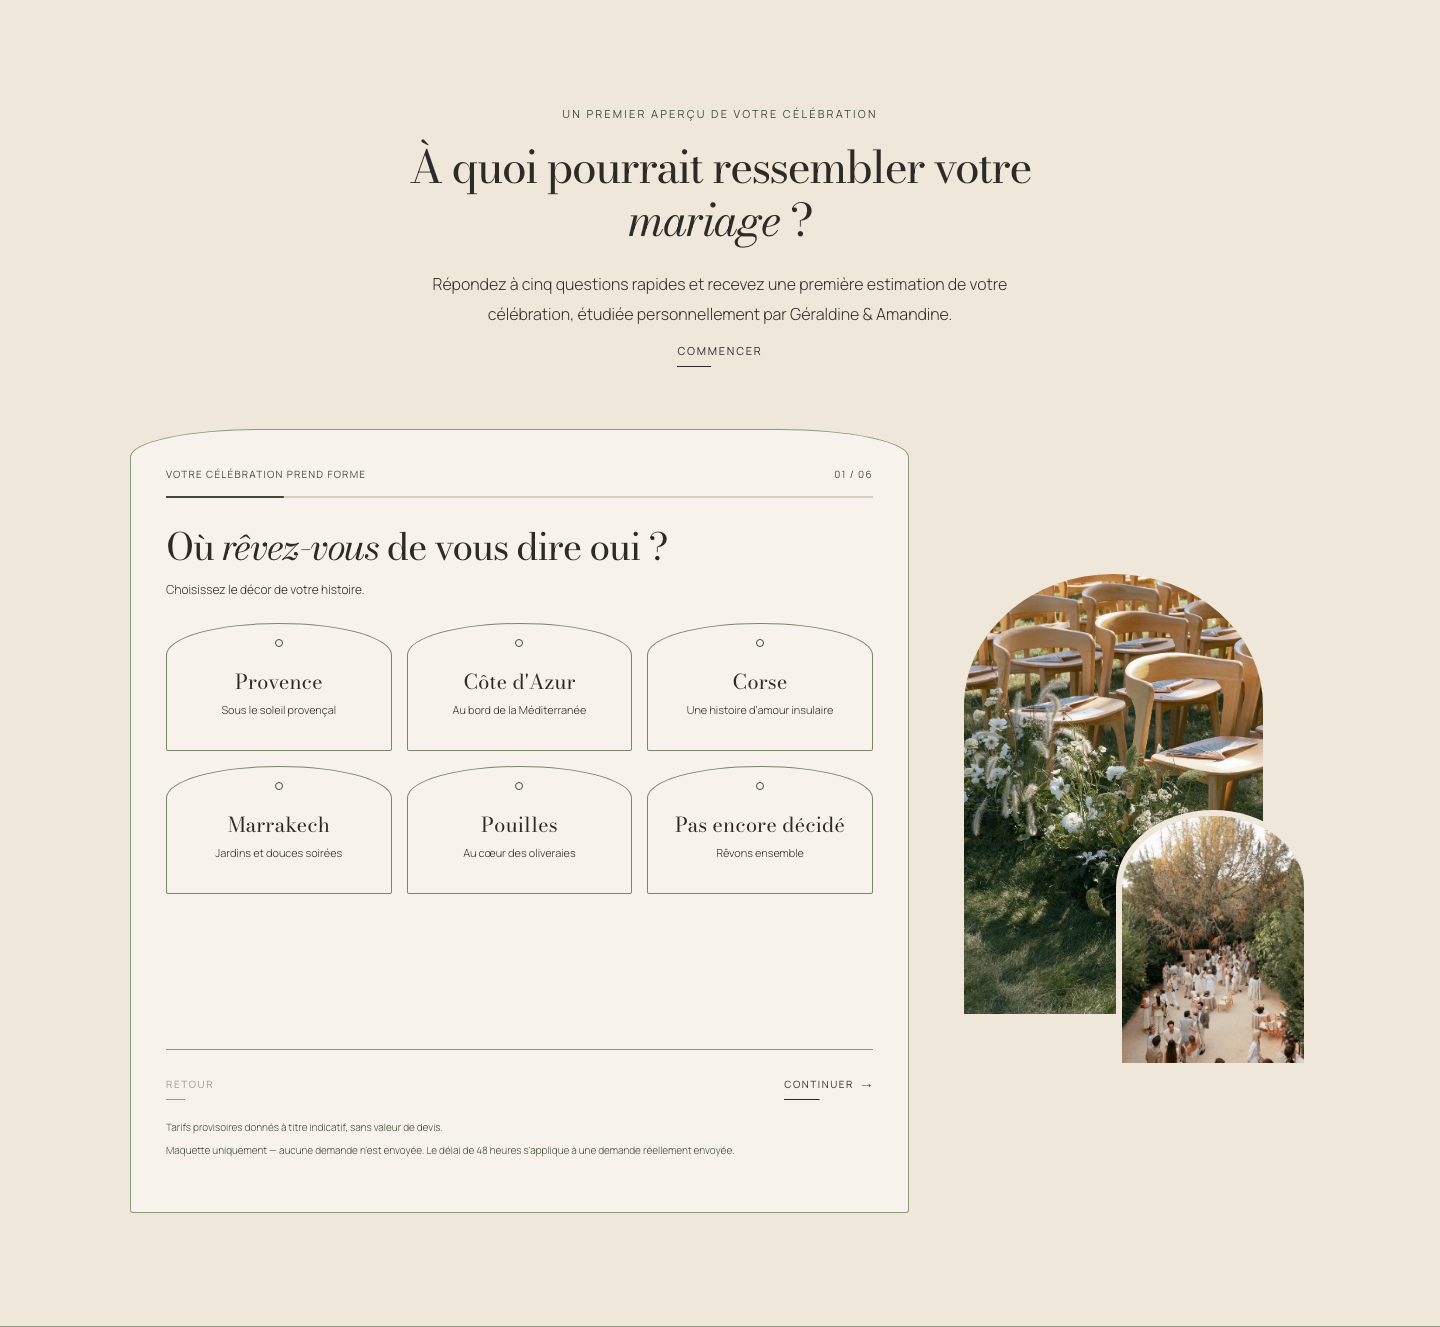 UN PREMIER APERÇU DE VOTRE CÉLÉBRATION
À quoi pourrait ressembler votre
mariage ?
Répondez à cinq questions rapides et recevez une première estimation de votre
célébration, étudiée personnellement par Géraldine & Amandine.
COMMENCER
VOTRE CÉLÉBRATION PREND FORME
01 / 06
Où rêvez-vous de vous dire oui ?
Choisissez le décor de votre histoire.
Provence
Sous le soleil provençal
Côte d'Azur
Au bord de la Méditerranée
Corse
Une histoire d'amour insulaire
Marrakech
Jardins et douces soirées
Pouilles
Au cœur des oliveraies
Pas encore décidé
Rêvons ensemble
RETOUR
CONTINUER →
Tarifs provisoires donnés à titre indicatif, sans valeur de devis.
Maquette uniquement — aucune demande n'est envoyée. Le délai de 48 heures s'applique à une demande réellement envoyée.